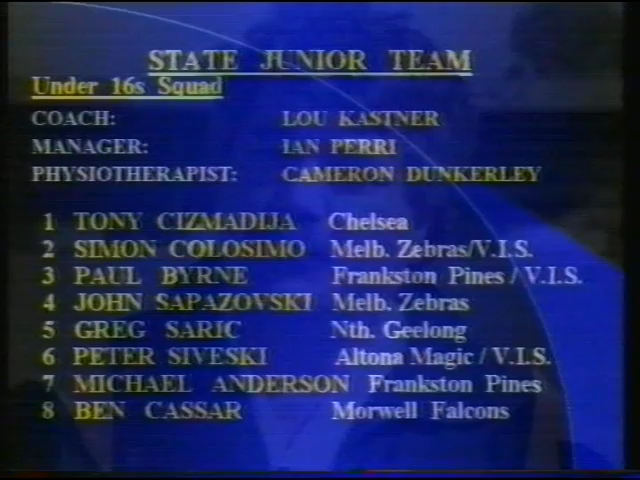 STATE JUNIOR TEAM
Under 16s Squad
COACH: LOU KASTNER
MANAGER: IAN PERRI
PHYSIOTHERAPIST: CAMERON DUNKERLEY
1 TONY CIZMADIJA Chelsea
2 SIMON COLOSIMO Melb. Zebras/V.I.S.
3 PAUL BYRNE Frankston Pines / V.I.S.
4 JOHN SAPAZOVSKI Melb. Zebras
5 GREG SARIC Nth. Geelong
6 PETER SIVESKI Altona Magic / V.I.S.
7 MICHAEL ANDERSON Frankston Pines
8 BEN CASSAR Morwell Falcons